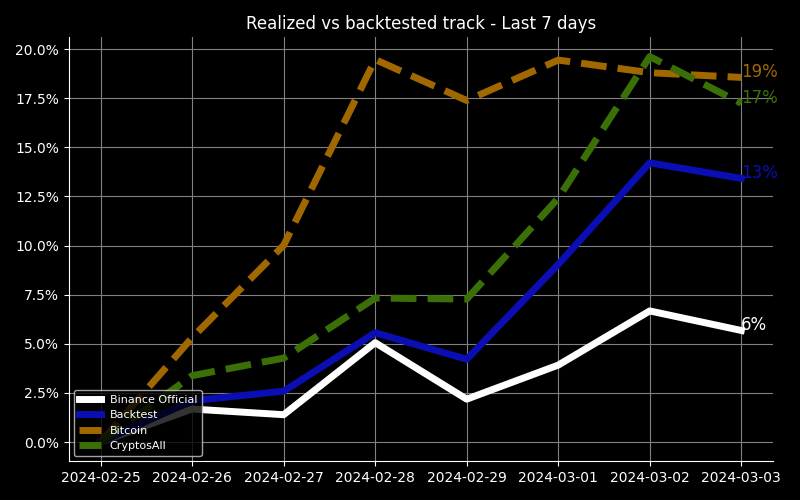 Realized vs backtested track - Last 7 days
20.0%
17.5%
15.0%
12.5%
10.0%
7.5%
5.0%
2.5%
0.0%
19%
17%
13%
6%
Binance Official
Backtest
Bitcoin
CryptosAll
2024-02-25 2024-02-26 2024-02-27 2024-02-28 2024-02-29 2024-03-01 2024-03-02 2024-03-03